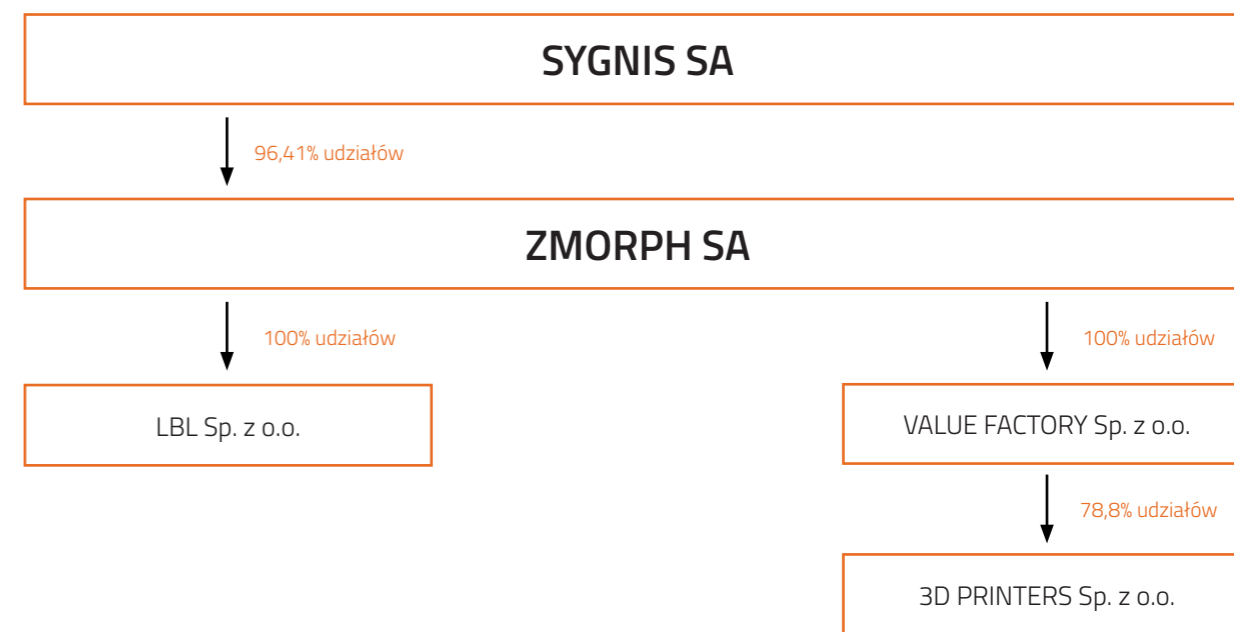 SYGNIS SA
96,41% udziałów
ZMORPH SA
100% udziałów
100% udziałów
LBL Sp. z o.o.
VALUE FACTORY Sp. z o.o.
78,8% udziałów
3D PRINTERS Sp. z o.o.